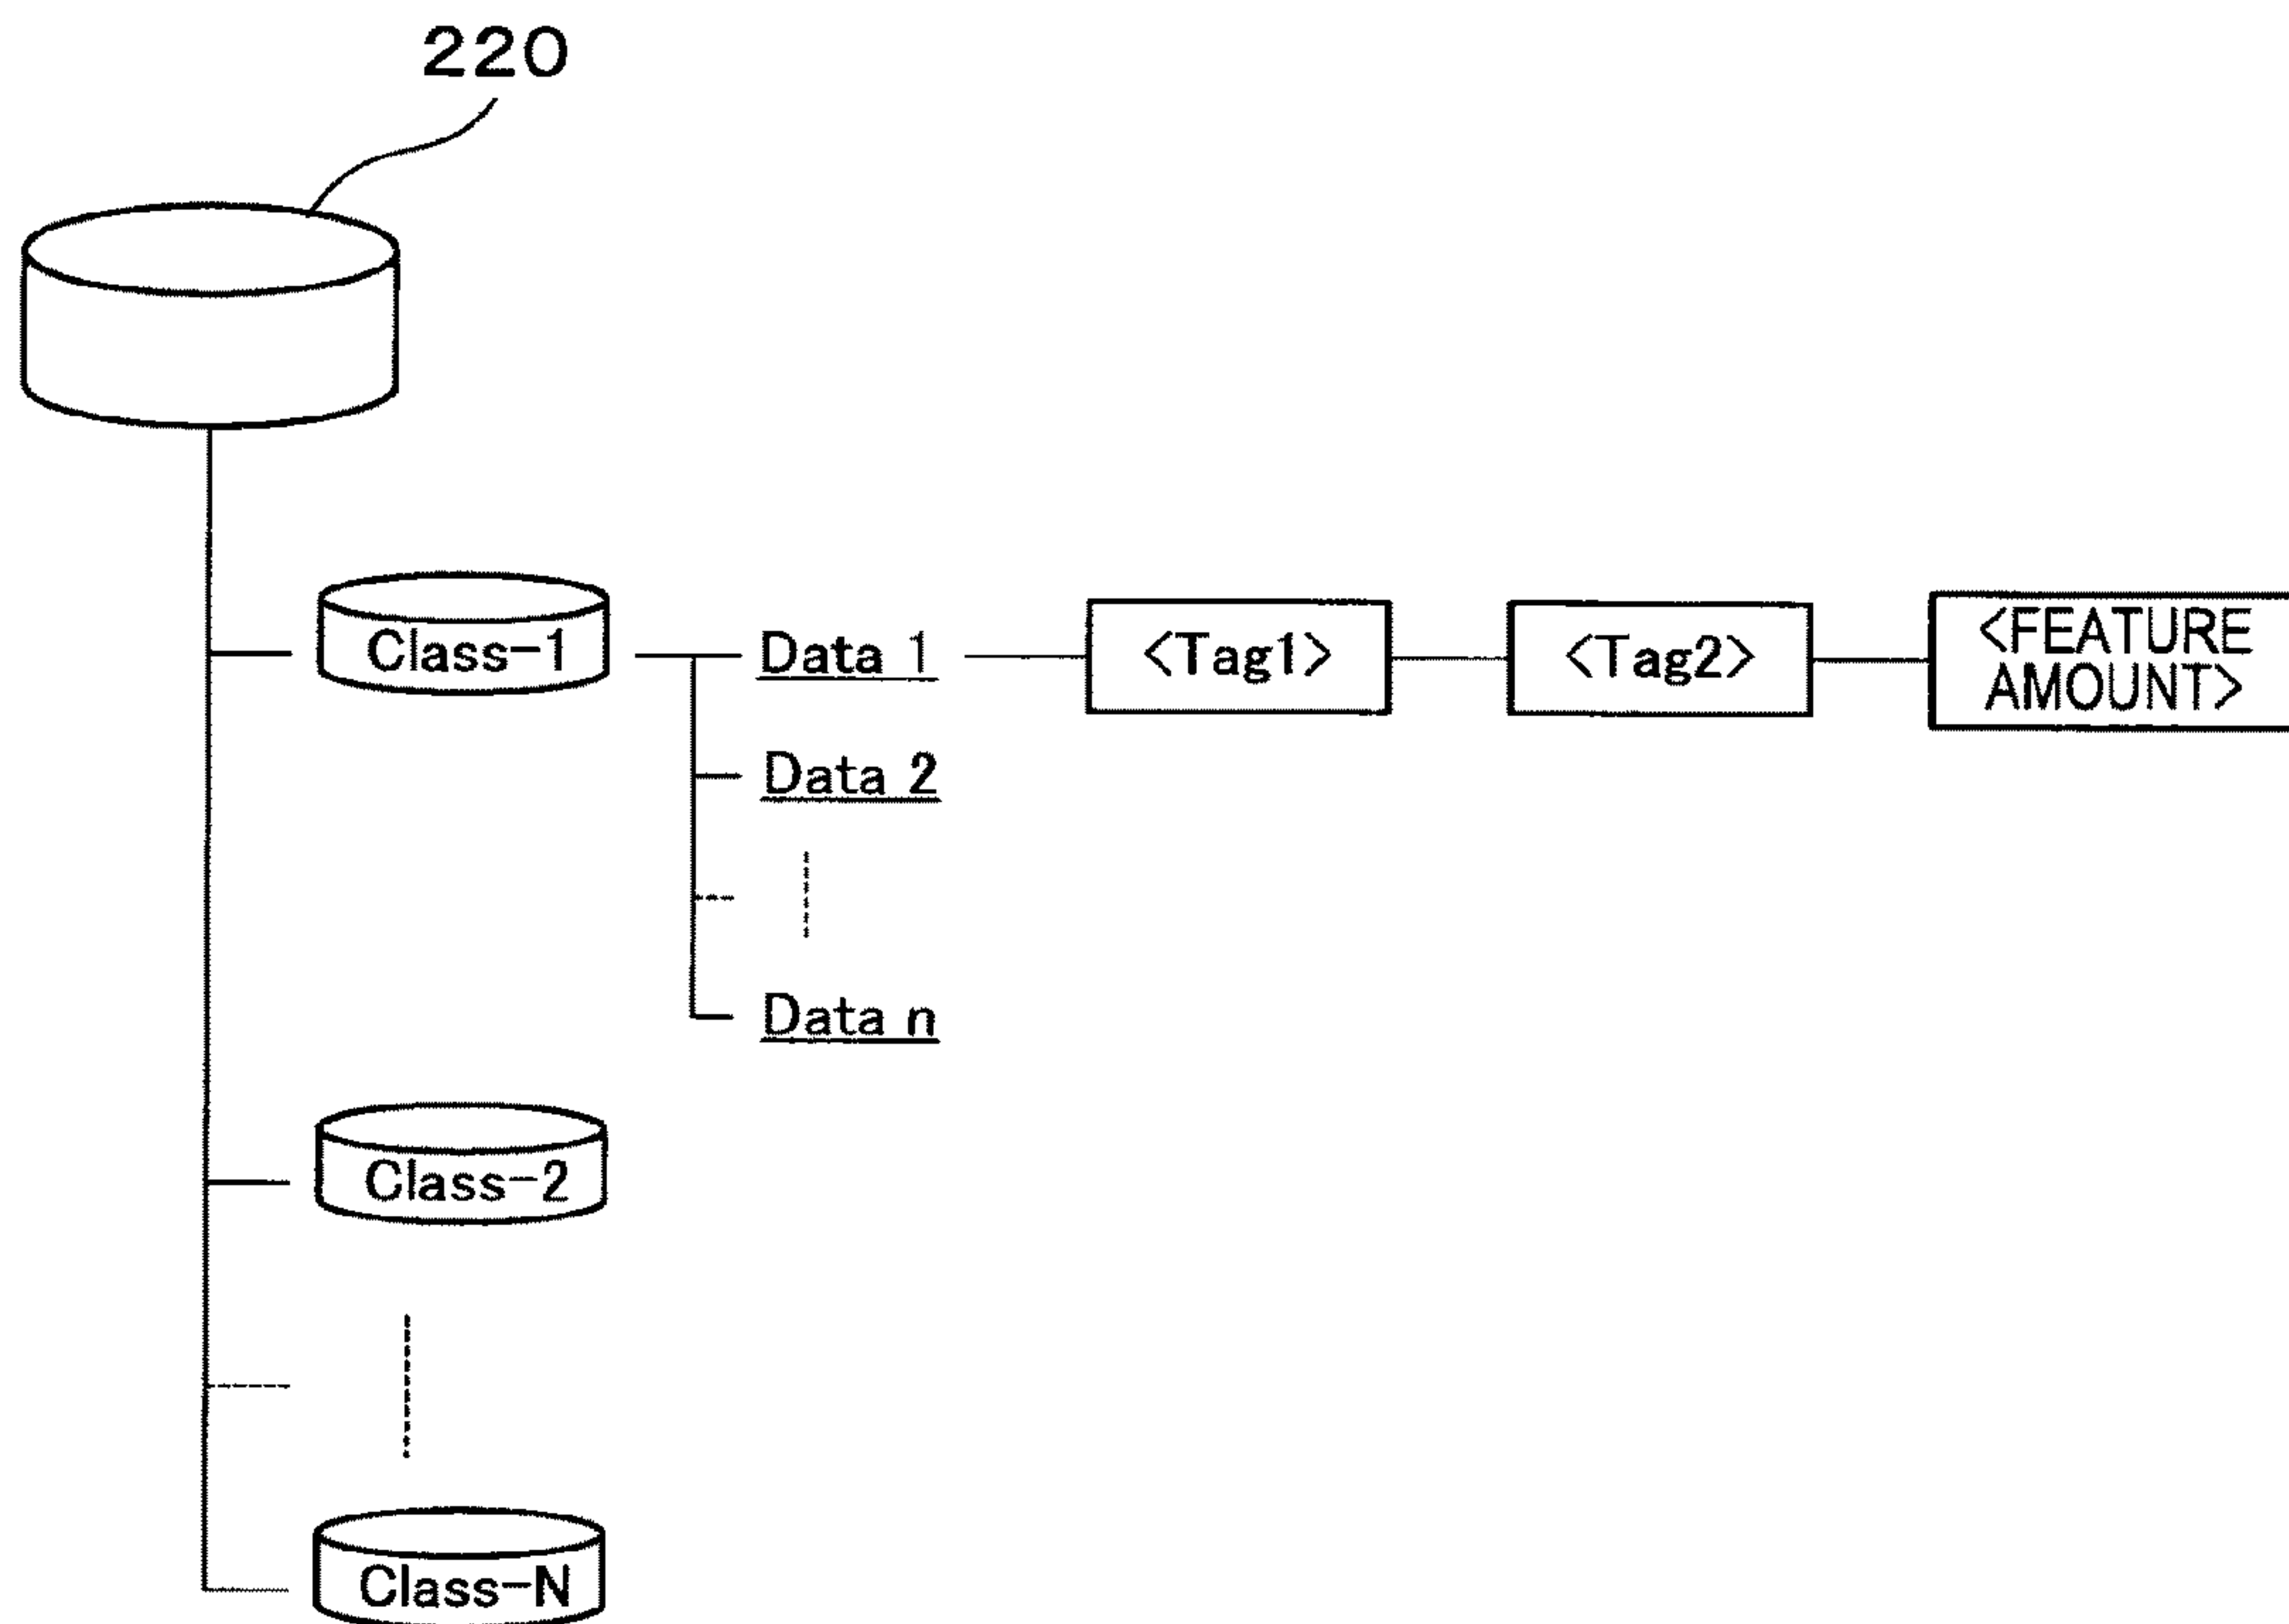 220
Class-1
Data 1
<Tag1>
<Tag2>
<FEATURE
AMOUNT>
Data 2
Data n
Class-2
Class-N